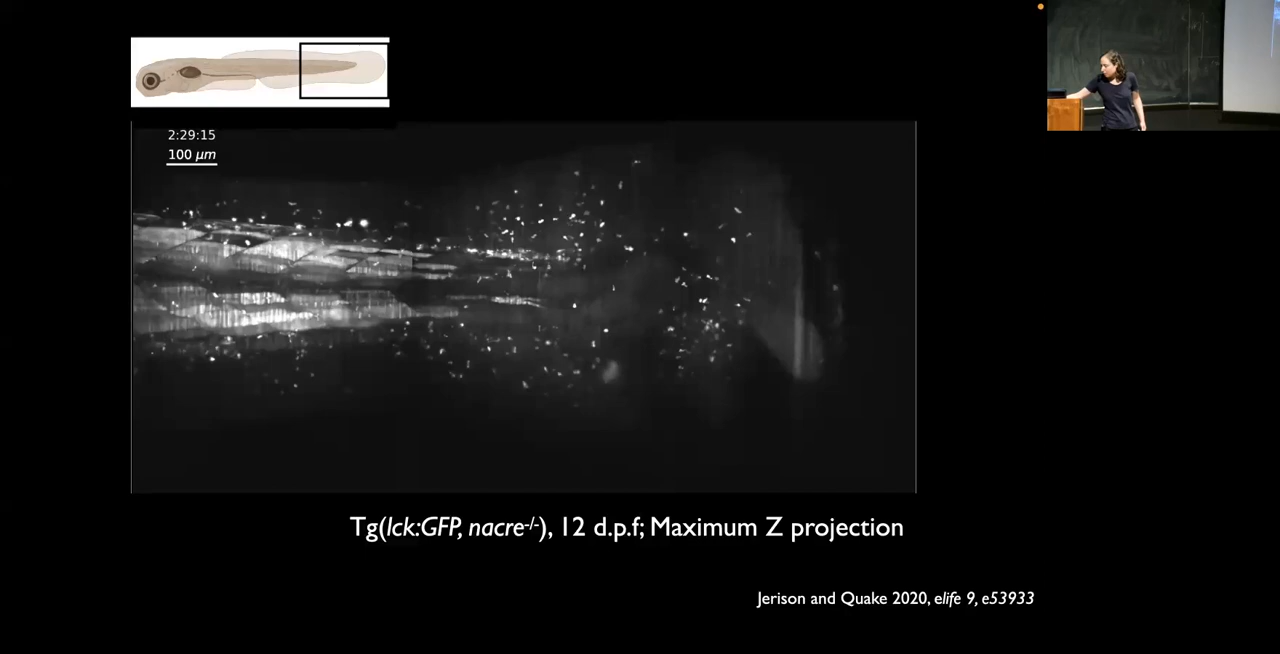 2:29:15
100 μm
Tg(lck:GFP, nacre-/-), 12 d.p.f; Maximum Z projection
Jerison and Quake 2020, elife 9, e53933